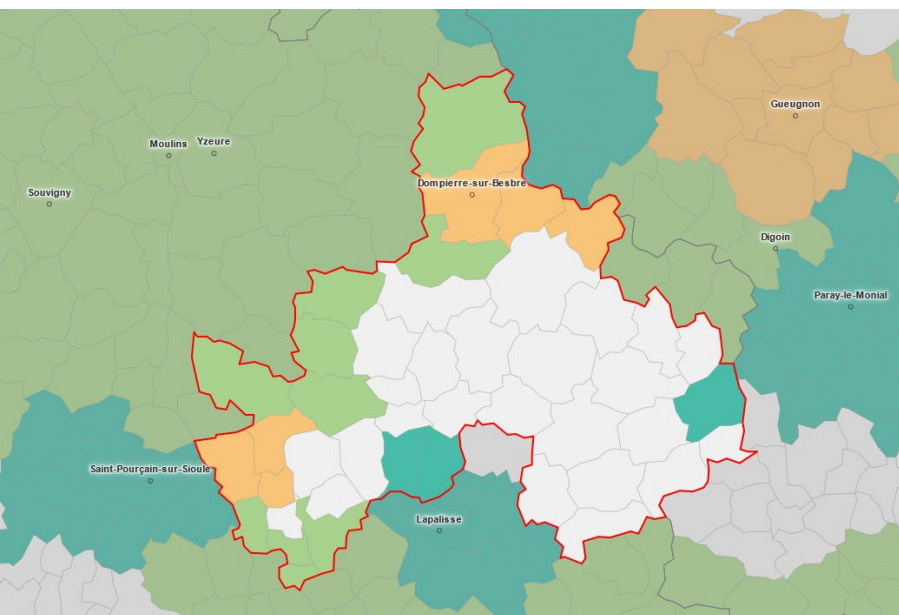 Gueugnon
Moulins
Yzeure
Dompierre-sur-Besbre
Souvigny
Digoin
Paray-le-Monial
Saint-Pourçain-sur-Sioule
Lapalisse